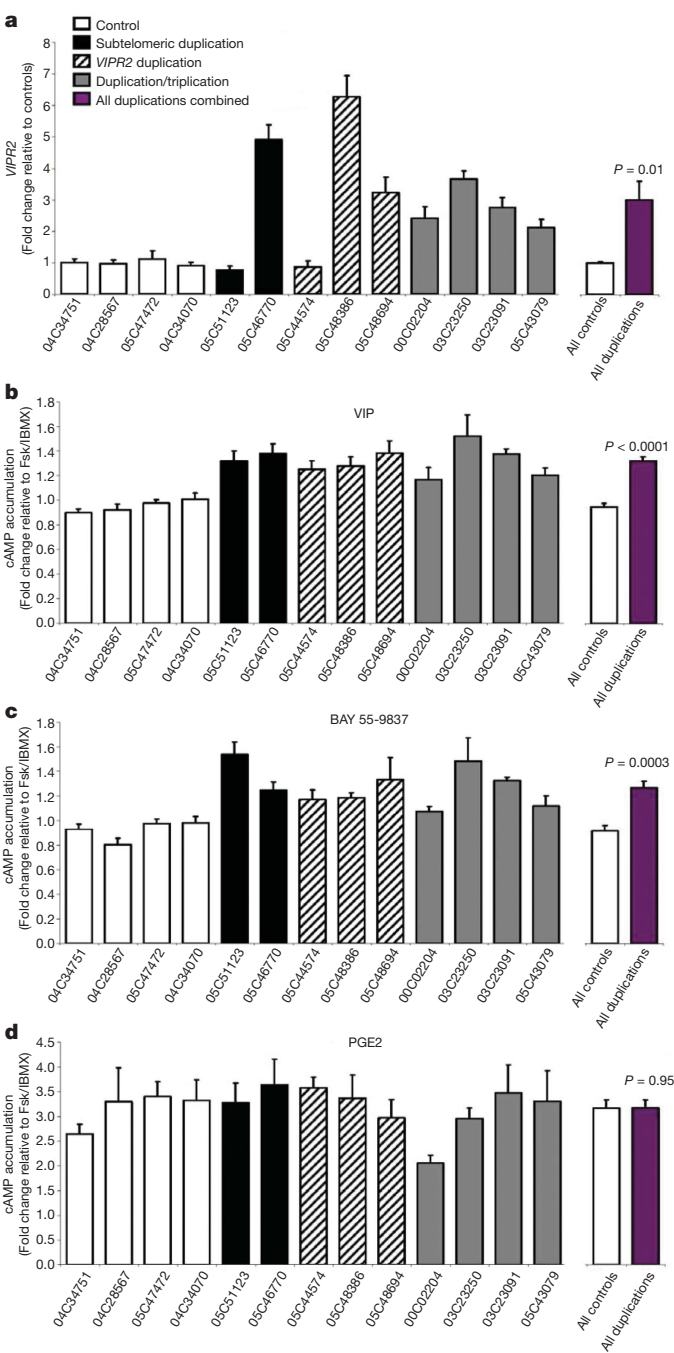 a
Control
Subtelomeric duplication
VIPR2 duplication
Duplication/triplication
All duplications combined
VIPR2
(Fold change relative to controls)
8
7
6
5
4
3
2
1
0
P = 0.01
04C34751
04C28567
05C47472
04C34070
05C51123
05C46770
05C44574
05C48386
05C48694
00C02204
03C23250
03C23091
05C43079
All controls
All duplications
b
VIP
cAMP accumulation
(Fold change relative to Fsk/IBMX)
1.8
1.6
1.4
1.2
1.0
0.8
0.6
0.4
0.2
0.0
P < 0.0001
04C34751
04C28567
05C47472
04C34070
05C51123
05C46770
05C44574
05C48386
05C48694
00C02204
03C23250
03C23091
05C43079
All controls
All duplications
c
BAY 55-9837
cAMP accumulation
(Fold change relative to Fsk/IBMX)
1.8
1.6
1.4
1.2
1.0
0.8
0.6
0.4
0.2
0.0
P = 0.0003
04C34751
04C28567
05C47472
04C34070
05C51123
05C46770
05C44574
05C48386
05C48694
00C02204
03C23250
03C23091
05C43079
All controls
All duplications
d
PGE2
cAMP accumulation
(Fold change relative to Fsk/IBMX)
4.5
4.0
3.5
3.0
2.5
2.0
1.5
1.0
0.5
0.0
P = 0.95
04C34751
04C28567
05C47472
04C34070
05C51123
05C46770
05C44574
05C48386
05C48694
00C02204
03C23250
03C23091
05C43079
All controls
All duplications